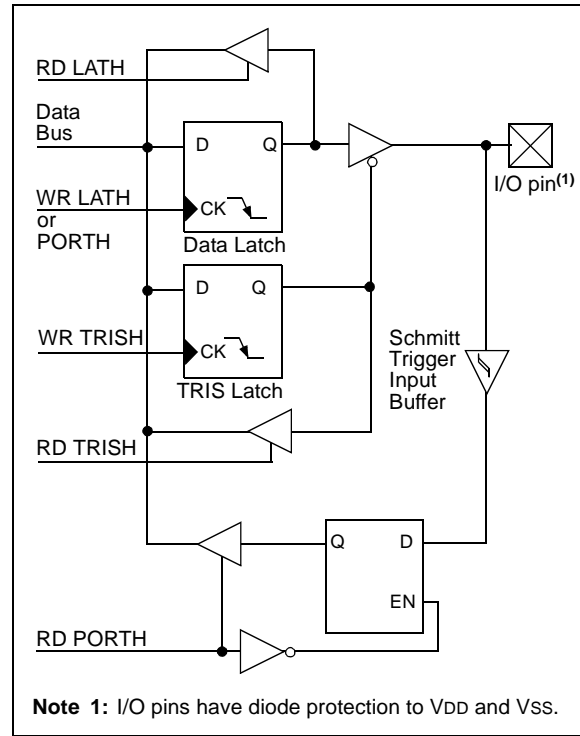 RD LATH
Data
Bus
D
Q
I/O pin(1)
WR LATH
or
PORTH
CK
Data Latch
D
Q
WR TRISH
CK
TRIS Latch
Schmitt
Trigger
Input
Buffer
RD TRISH
Q
D
EN
RD PORTH
Note 1: I/O pins have diode protection to VDD and VSS.